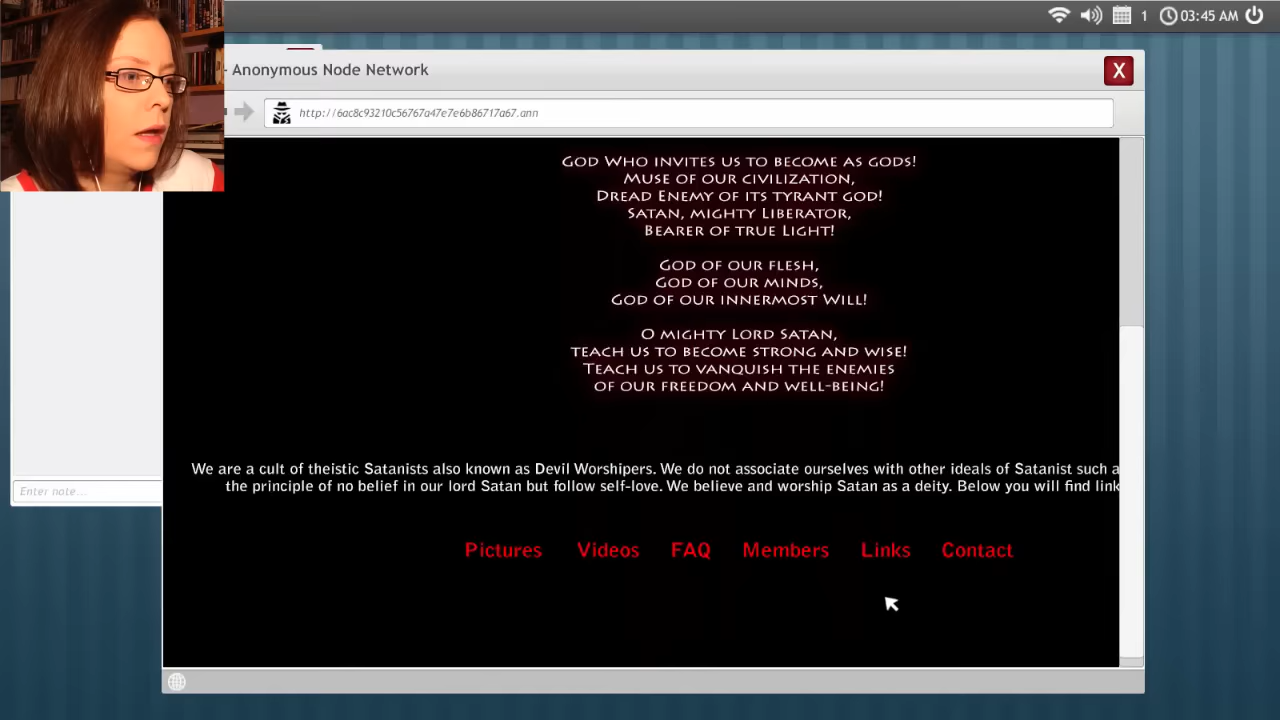 1
03:45 AM
- Anonymous Node Network
X
http://6ac8c93210c56767a47e7e6b86717a67.ann
God Who invites us to become as gods!
Muse of our civilization,
Dread Enemy of its tyrant god!
Satan, mighty Liberator,
Bearer of true Light!
God of our flesh,
God of our minds,
God of our innermost Will!
O mighty Lord Satan,
teach us to become strong and wise!
Teach us to vanquish the enemies
of our freedom and well-being!
We are a cult of theistic Satanists also known as Devil Worshipers. We do not associate ourselves with other ideals of Satanist such a
the principle of no belief in our lord Satan but follow self-love. We believe and worship Satan as a deity. Below you will find link
Enter note...
Pictures Videos FAQ Members Links Contact